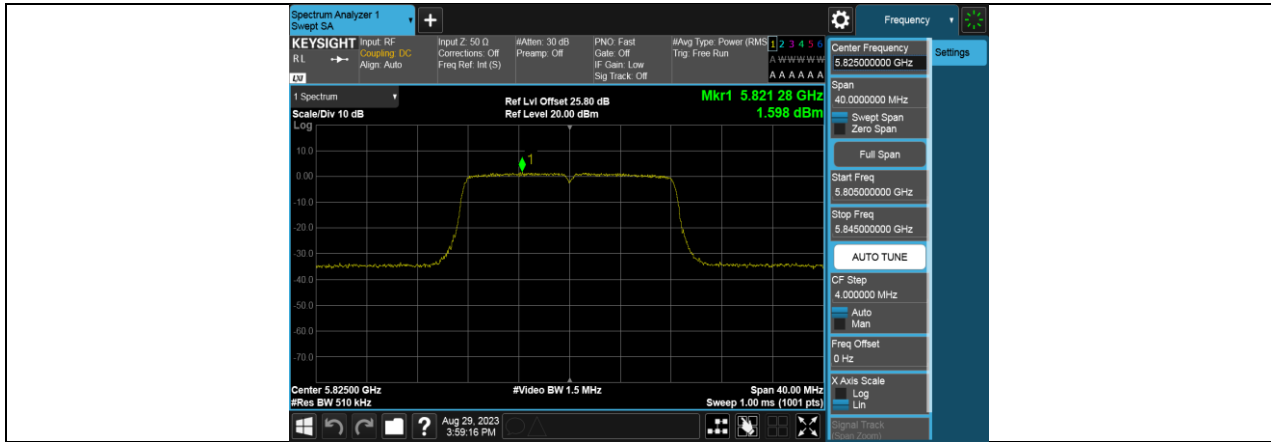 Spectrum Analyzer 1
Swept SA
Frequency
KEYSIGHT
RL
LXI
Input: RF
Coupling: DC
Align: Auto
Input Z: 50 Ω
Corrections: Off
Freq Ref: Int (S)
#Atten: 30 dB
Preamp: Off
PNO: Fast
Gate: Off
IF Gain: Low
Sig Track: Off
#Avg Type: Power (RMS
Trig: Free Run
1 2 3 4 5 6
A W W W W W
A A A A A A
1 Spectrum
Scale/Div 10 dB
Ref Lvl Offset 25.80 dB
Ref Level 20.00 dBm
Mkr1 5.821 28 GHz
1.598 dBm
Log
10.0
0.00
-10.0
-20.0
-30.0
-40.0
-50.0
-60.0
-70.0
1
Center 5.82500 GHz
#Res BW 510 kHz
#Video BW 1.5 MHz
Span 40.00 MHz
Sweep 1.00 ms (1001 pts)
Aug 29, 2023
3:59:16 PM
Center Frequency
5.825000000 GHz
Settings
Span
40.0000000 MHz
Swept Span
Zero Span
Full Span
Start Freq
5.805000000 GHz
Stop Freq
5.845000000 GHz
AUTO TUNE
CF Step
4.000000 MHz
Auto
Man
Freq Offset
0 Hz
X Axis Scale
Log
Lin
Signal Track
(Span Zoom)